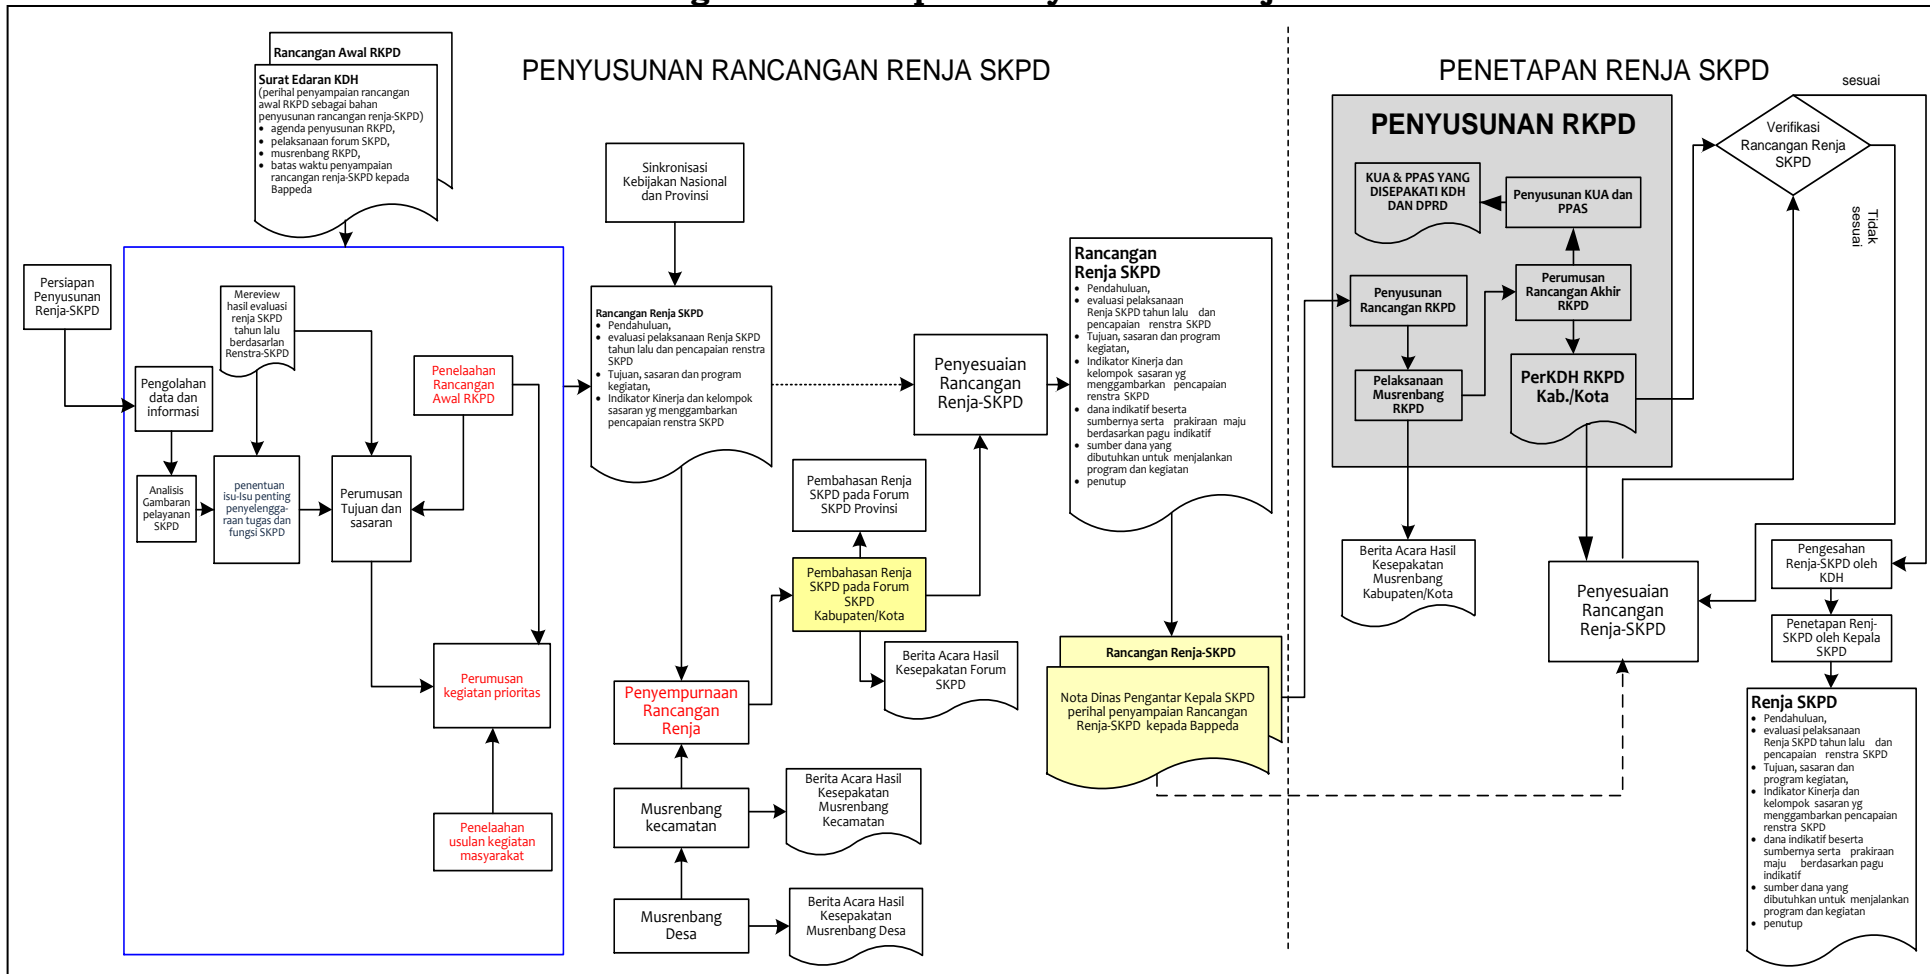 PENYUSUNAN RANCANGAN RENJA SKPD
PENETAPAN RENJA SKPD
Rancangan Awal RKPD
Surat Edaran KDH
(perihal penyampaian rancangan
awal RKPD sebagai bahan
penyusunan rancangan renja-SKPD)
• agenda penyusunan RKPD,
• pelaksanaan forum SKPD,
• musrenbang RKPD,
• batas waktu penyampaian
rancangan renja-SKPD kepada
Bappeda
Persiapan
Penyusunan
Renja-SKPD
Mereview
hasil evaluasi
renja SKPD
tahun lalu
berdasarlan
Renstra-SKPD
Pengolahan
data dan
informasi
Penelaahan
Rancangan
Awal RKPD
Analisis
Gambaran
pelayanan
SKPD
penentuan
isu-Isu penting
penyelengga-
raan tugas dan
fungsi SKPD
Perumusan
Tujuan dan
sasaran
Perumusan
kegiatan prioritas
Penelaahan
usulan kegiatan
masyarakat
Sinkronisasi
Kebijakan Nasional
dan Provinsi
Rancangan Renja SKPD
• Pendahuluan,
• evaluasi pelaksanaan Renja SKPD
tahun lalu dan pencapaian renstra
SKPD
• Tujuan, sasaran dan program
kegiatan,
• Indikator Kinerja dan kelompok
sasaran yg menggambarkan
pencapaian renstra SKPD
Penyempurnaan
Rancangan
Renja
Musrenbang
kecamatan
Musrenbang
Desa
Berita Acara Hasil
Kesepakatan
Musrenbang
Kecamatan
Berita Acara Hasil
Kesepakatan
Musrenbang Desa
Penyesuaian
Rancangan
Renja-SKPD
Pembahasan Renja
SKPD pada Forum
SKPD Provinsi
Pembahasan Renja
SKPD pada Forum
SKPD
Kabupaten/Kota
Berita Acara Hasil
Kesepakatan Forum
SKPD
Rancangan
Renja SKPD
• Pendahuluan,
• evaluasi pelaksanaan
Renja SKPD tahun lalu dan
pencapaian renstra SKPD
• Tujuan, sasaran dan program
kegiatan,
• Indikator Kinerja dan
kelompok sasaran yg
menggambarkan pencapaian
renstra SKPD
• dana indikatif beserta
sumbernya serta prakiraan maju
berdasarkan pagu indikatif
• sumber dana yang
dibutuhkan untuk menjalankan
program dan kegiatan
• penutup
Rancangan Renja-SKPD
Nota Dinas Pengantar Kepala SKPD
perihal penyampaian Rancangan
Renja-SKPD kepada Bappeda
PENYUSUNAN RKPD
KUA & PPAS YANG
DISEPAKATI KDH
DAN DPRD
Penyusunan KUA dan
PPAS
Penyusunan
Rancangan RKPD
Perumusan
Rancangan Akhir
RKPD
Pelaksanaan
Musrenbang
RKPD
PerKDH RKPD
Kab./Kota
Berita Acara Hasil
Kesepakatan
Musrenbang
Kabupaten/Kota
Penyesuaian
Rancangan
Renja-SKPD
sesuai
Verifikasi
Rancangan Renja
SKPD
Tidak
sesuai
Pengesahan
Renja-SKPD oleh
KDH
Penetapan Renj-
SKPD oleh Kepala
SKPD
Renja SKPD
• Pendahuluan,
• evaluasi pelaksanaan
Renja SKPD tahun lalu dan
pencapaian renstra SKPD
• Tujuan, sasaran dan
program kegiatan,
• Indikator Kinerja dan
kelompok sasaran yg
menggambarkan pencapaian
renstra SKPD
• dana indikatif beserta
sumbernya serta prakiraan
maju berdasarkan pagu
indikatif
• sumber dana yang
dibutuhkan untuk menjalankan
program dan kegiatan
• penutup